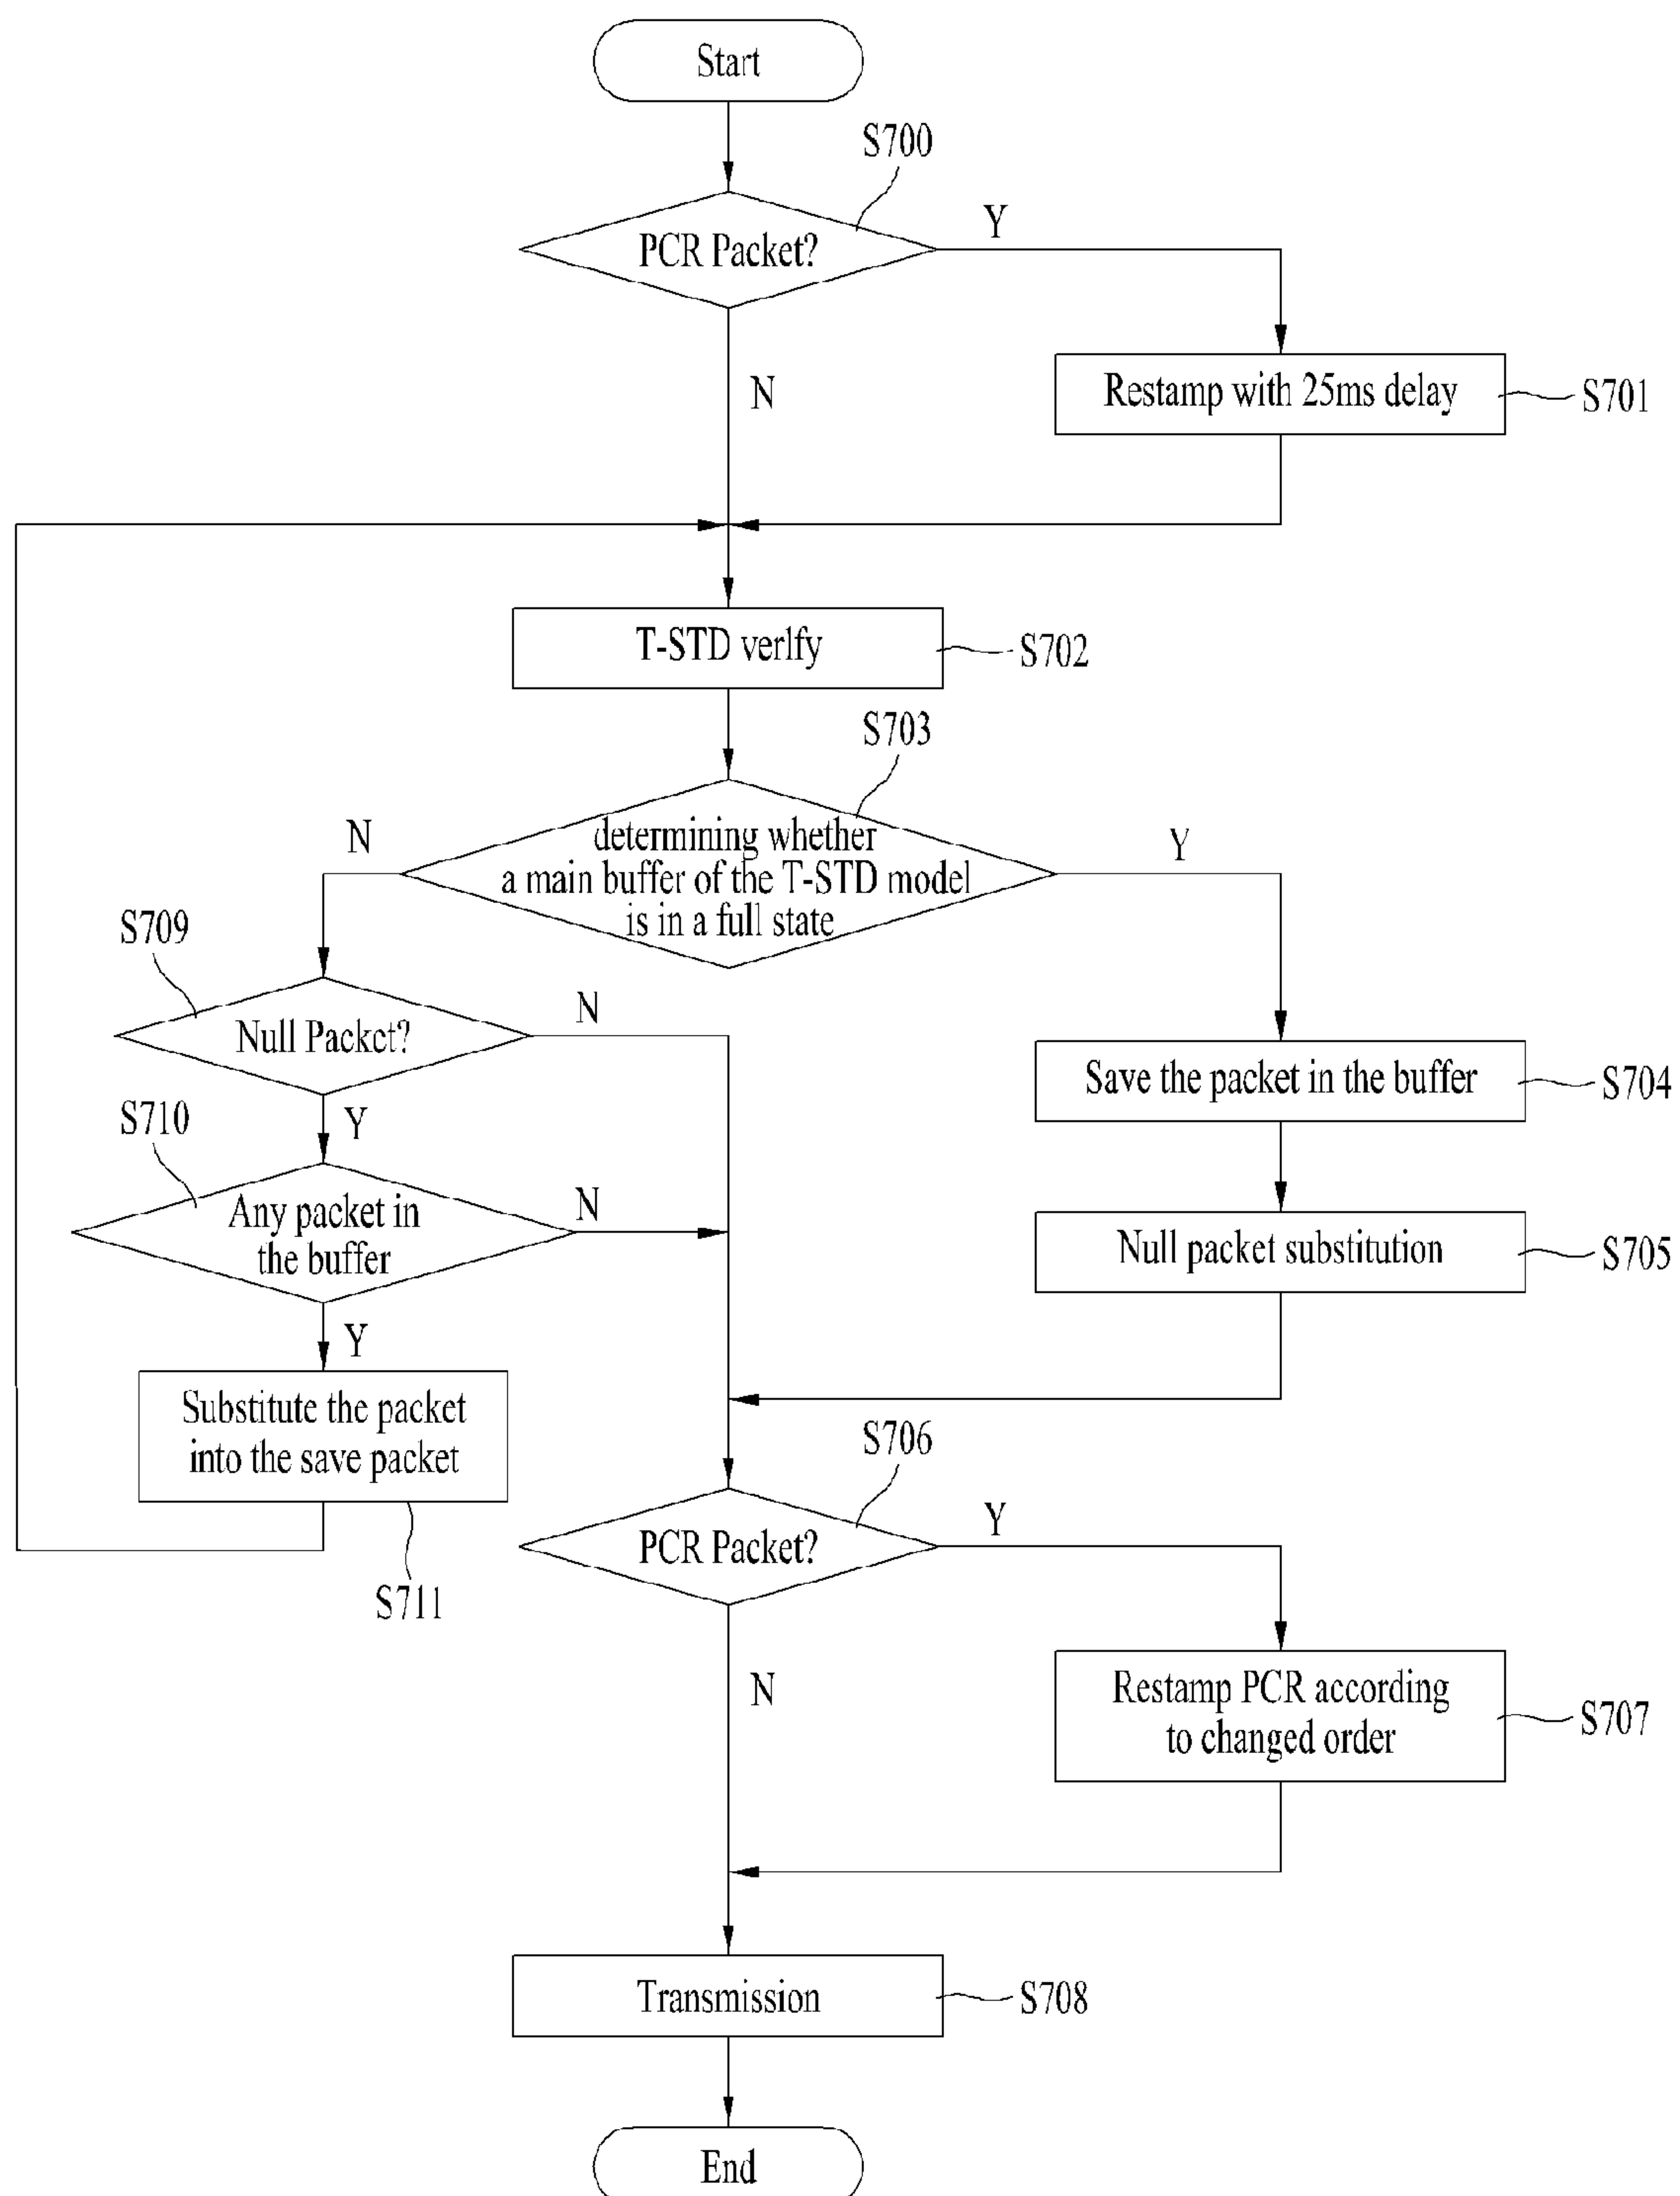 Start
S700
PCR Packet?
Y
N
Restamp with 25ms delay
S701
T-STD verlfy
S702
S703
determining whether
a main buffer of the T-STD model
is in a full state
N
Y
S709
Null Packet?
N
Y
S704
Save the packet in the buffer
S710
Any packet in
the buffer
N
Y
Null packet substitution
S705
Substitute the packet
into the save packet
S711
S706
PCR Packet?
Y
N
Restamp PCR according
to changed order
S707
Transmission
S708
End